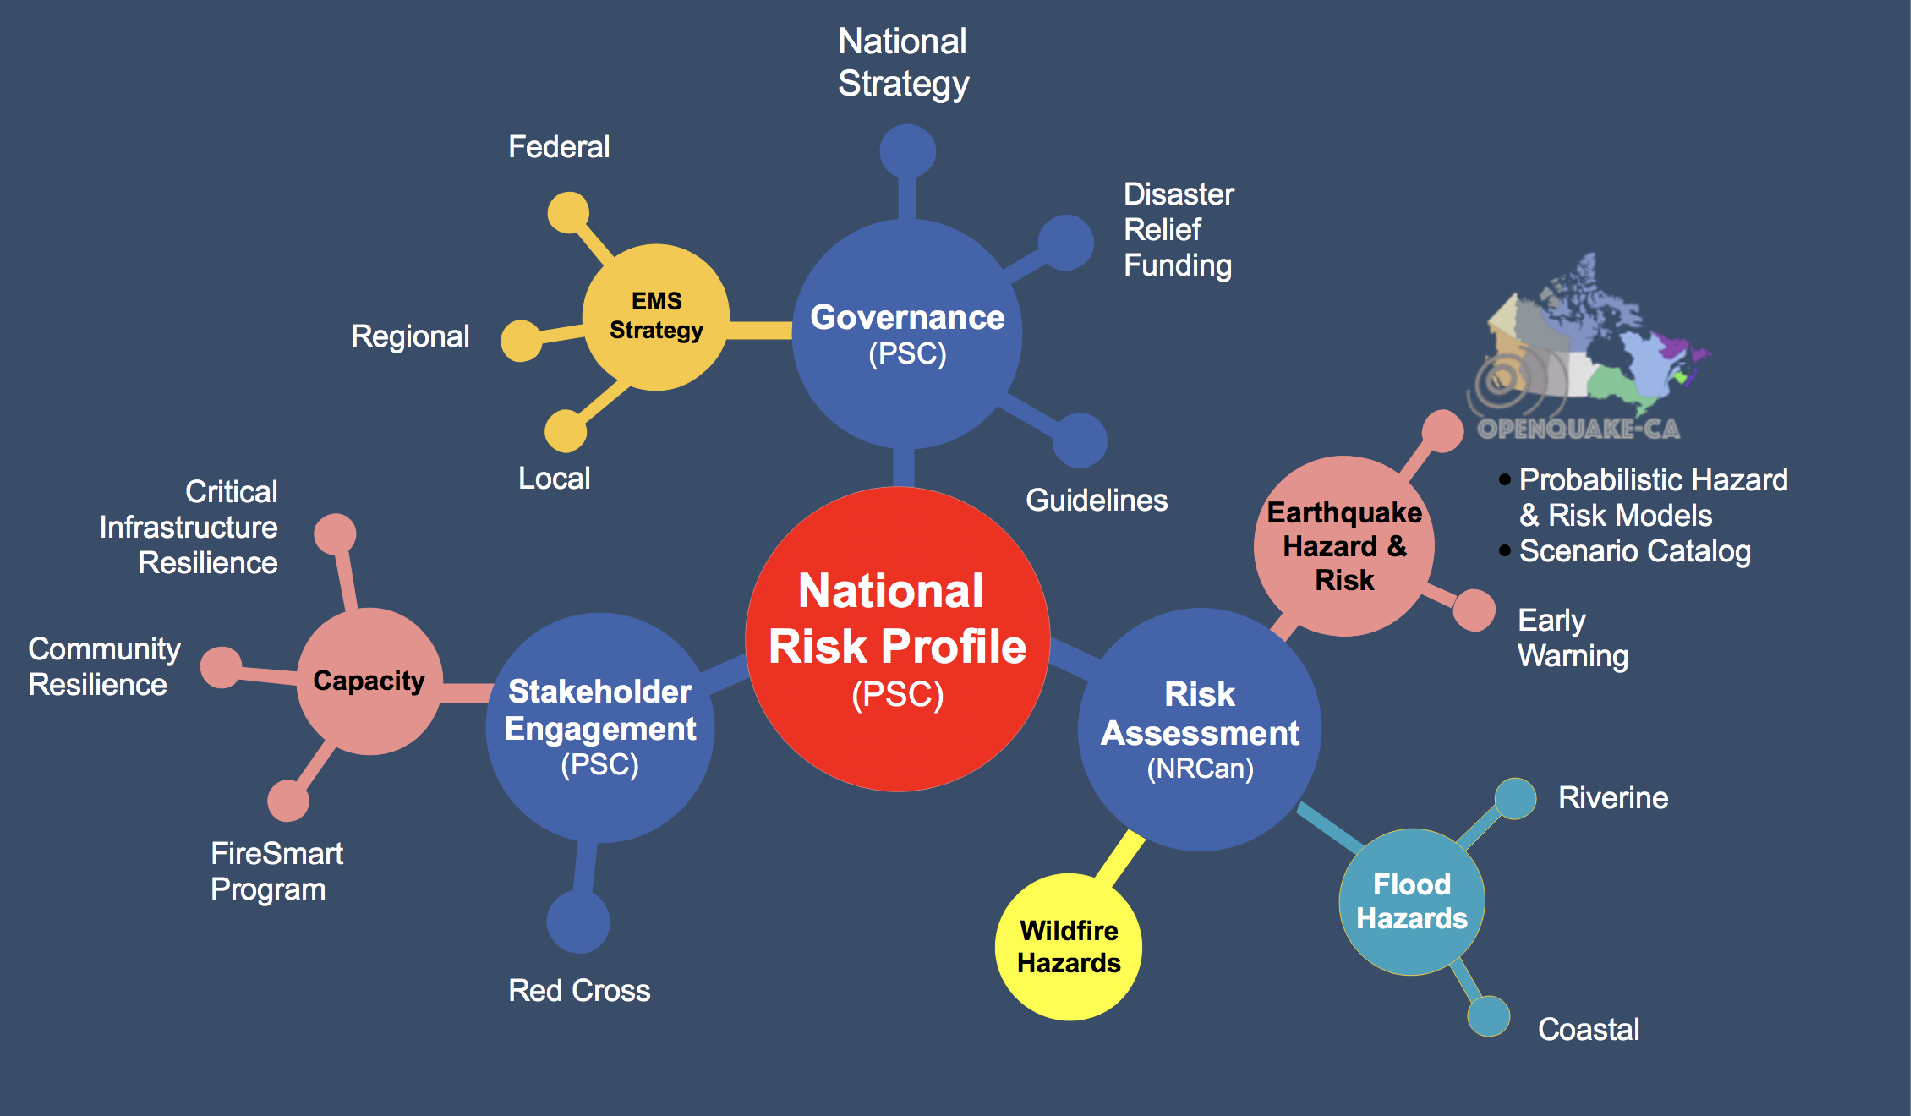 National
Strategy
Federal
Disaster
Relief
Funding
EMS
Strategy
Governance
(PSC)
Regional
Local
Guidelines
OPENQUAKE-CA
• Probabilistic Hazard
& Risk Models
• Scenario Catalog
Earthquake
Hazard &
Risk
Early
Warning
Critical
Infrastructure
Resilience
Community
Resilience
Capacity
FireSmart
Program
Stakeholder
Engagement
(PSC)
Red Cross
National
Risk Profile
(PSC)
Risk
Assessment
(NRCan)
Wildfire
Hazards
Flood
Hazards
Riverine
Coastal